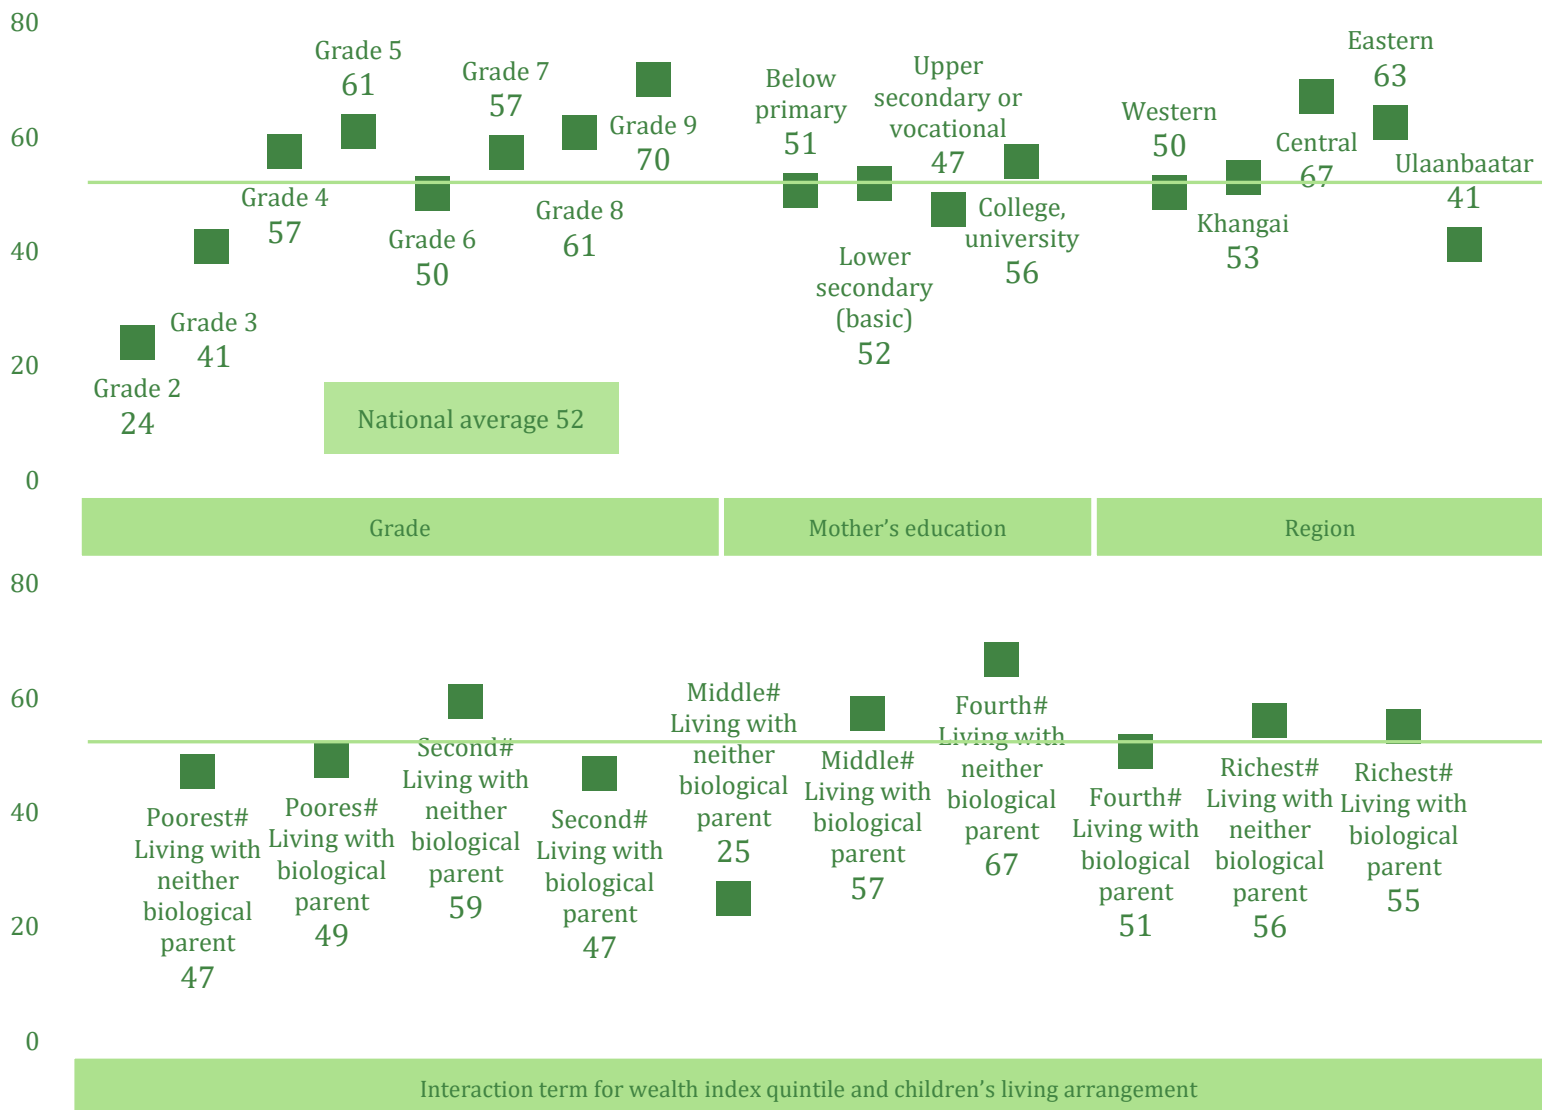 80
60
40
20
0
Grade 2
24
Grade 3
41
Grade 4
57
Grade 5
61
Grade 6
50
Grade 7
57
Grade 8
61
Grade 9
70
Below
primary
51
Lower
secondary
(basic)
52
Upper
secondary or
vocational
47
College,
university
56
Western
50
Khangai
53
Central
67
Eastern
63
Ulaanbaatar
41
National average 52
Grade
Mother’s education
Region
80
60
40
20
0
Poorest#
Living with
neither
biological
parent
47
Poores#
Living with
biological
parent
49
Second#
Living with
neither
biological
parent
59
Second#
Living with
biological
parent
47
Middle#
Living with
neither
biological
parent
25
Middle#
Living with
biological
parent
57
Fourth#
Living with
neither
biological
parent
67
Fourth#
Living with
biological
parent
51
Richest#
Living with
neither
biological
parent
56
Richest#
Living with
biological
parent
55
Interaction term for wealth index quintile and children’s living arrangement